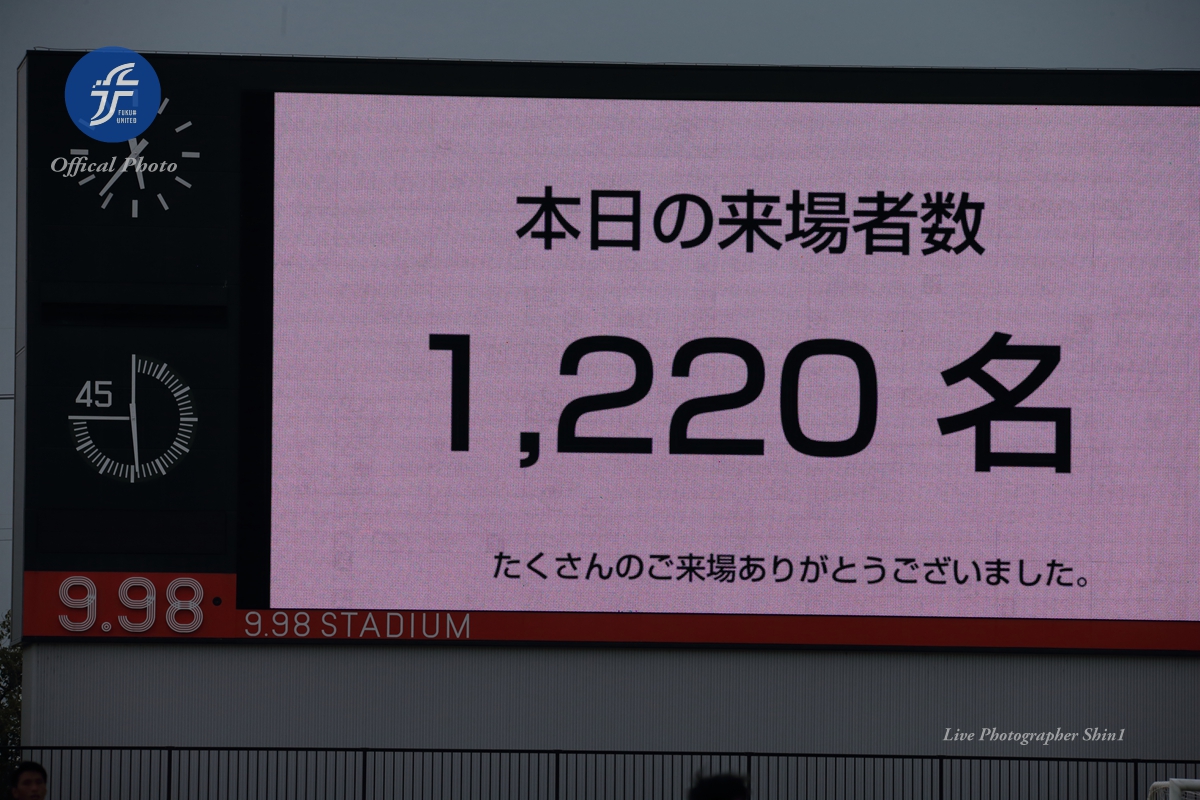 FUKUI
UNITED
Offical Photo
本日の来場者数
1,220 名
45
たくさんのご来場ありがとうございました。
9.98
9.98 STADIUM
Live Photographer Shin1